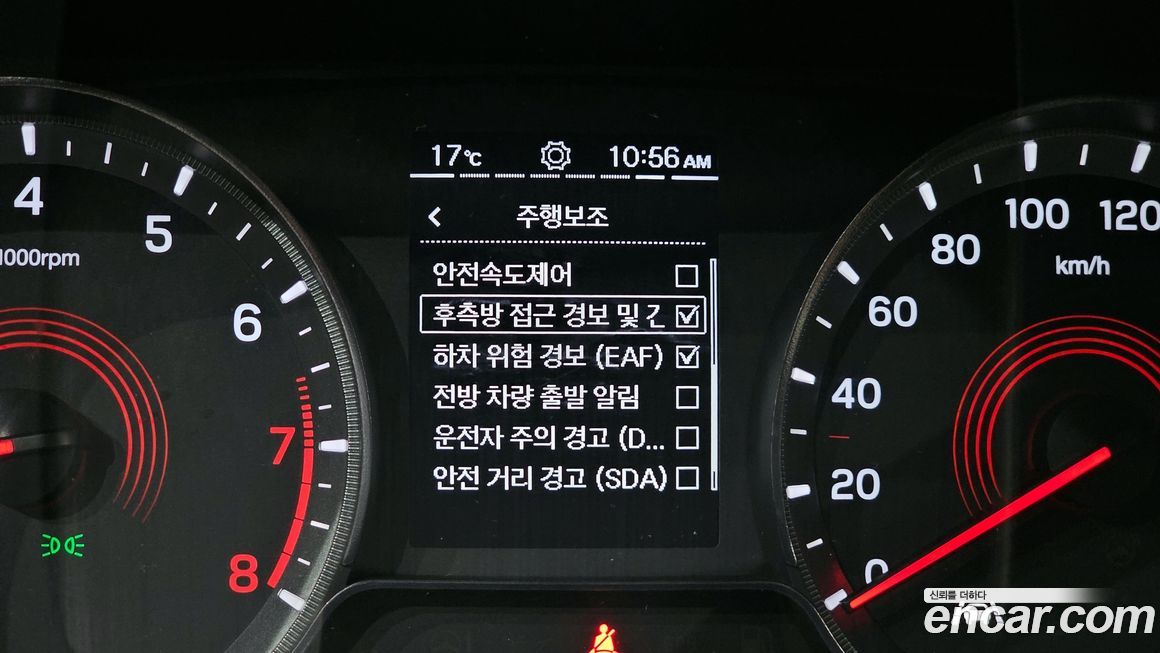 17℃ 10:56 AM
주행보조
안전속도제어
후측방 접근 경보 및 긴
하차 위험 경보 (EAF)
전방 차량 출발 알림
운전자 주의 경고 (D...
안전 거리 경고 (SDA)
4
5
6
7
8
1000rpm
0
20
40
60
80
100
120
km/h
신뢰를 더하다
encar.com